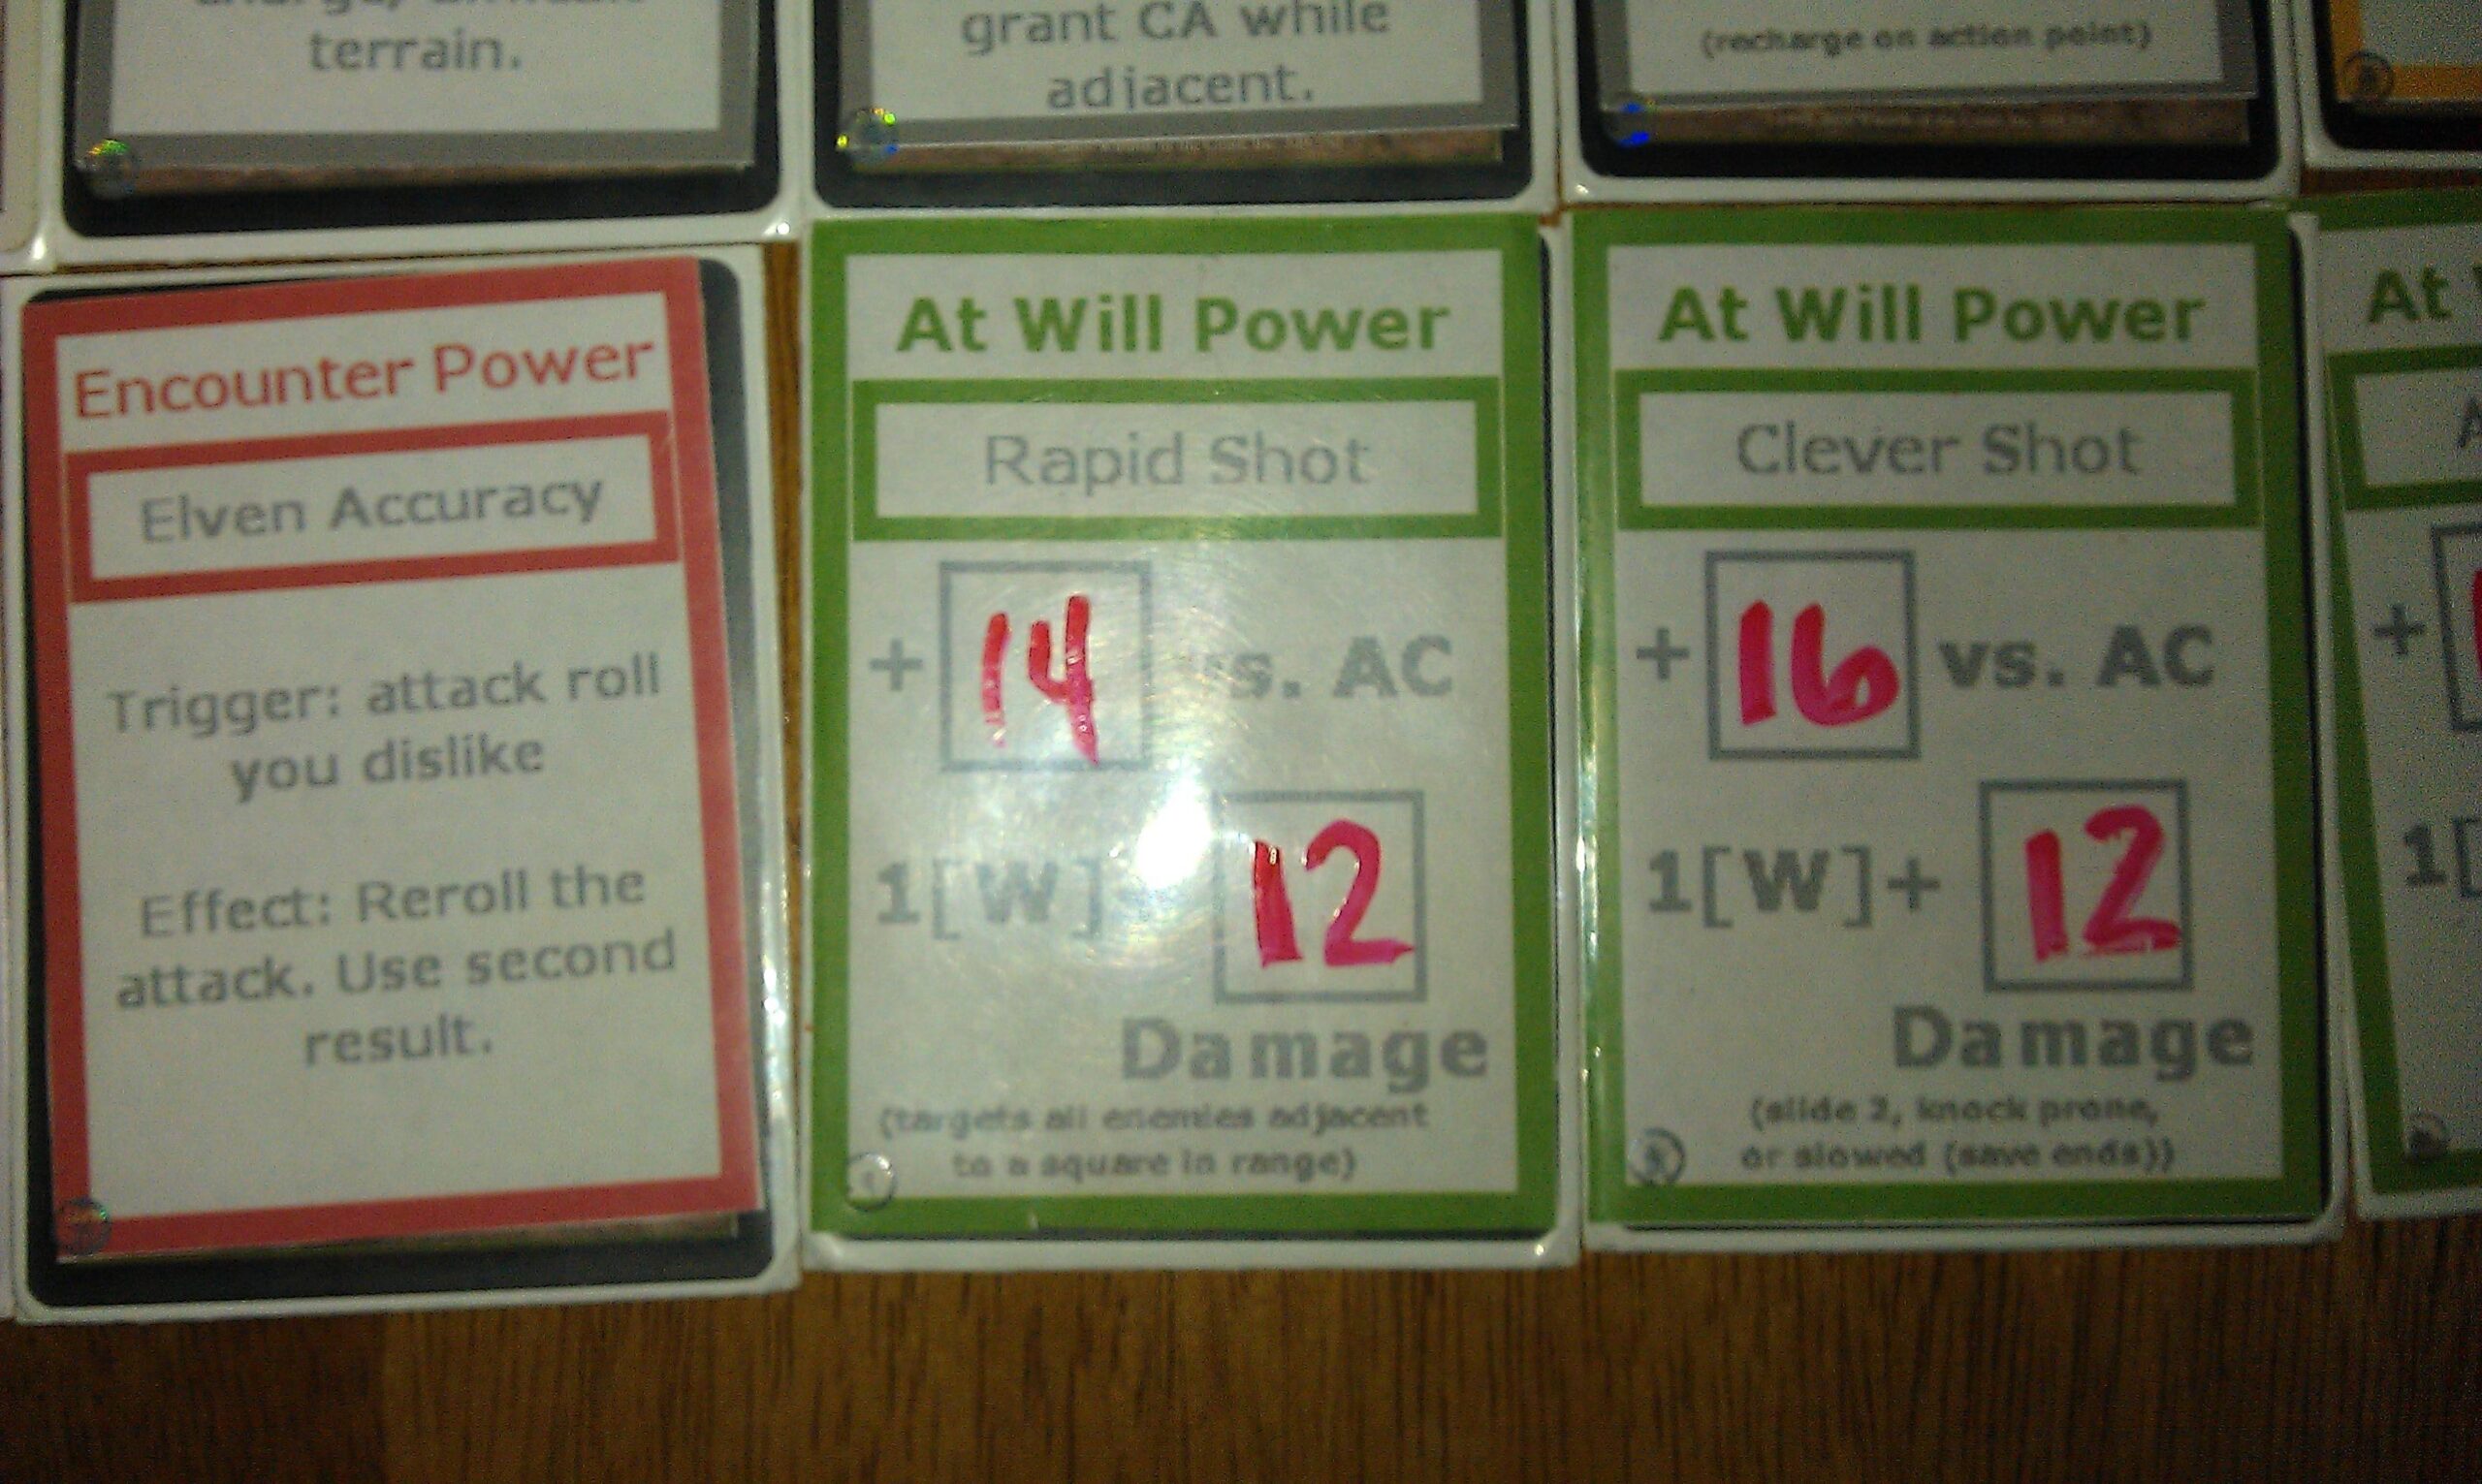 terrain.
grant CA while
adjacent.
(recharge on action point)
Encounter Power
Elven Accuracy
Trigger: attack roll
you dislike
Effect: Reroll the
attack. Use second
result.
At Will Power
Rapid Shot
+ 14 vs. AC
1[W] 12
Damage
(targets all enemies adjacent
to a square in range)
At Will Power
Clever Shot
+ 16 vs. AC
1[W]+ 12
Damage
(slide 2, knock prone,
or slowed (save ends))
At
+
1[